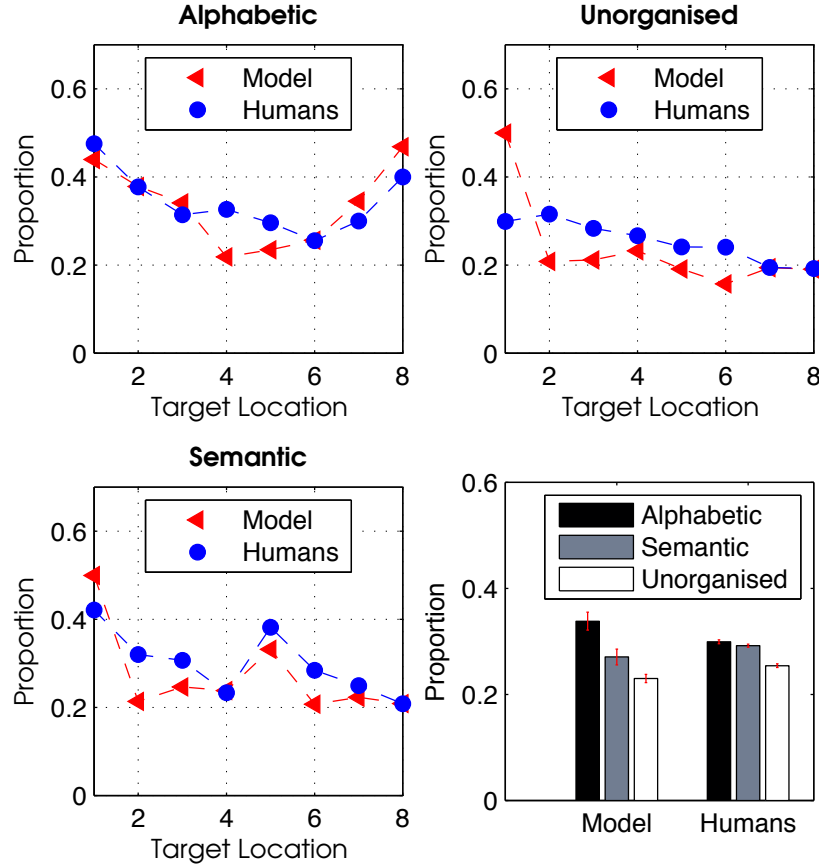 Alphabetic
Proportion
0.6
0.4
0.2
0
Model
Humans
2
4
6
8
Target Location
Unorganised
Proportion
0.6
0.4
0.2
0
Model
Humans
2
4
6
8
Target Location
Semantic
Proportion
0.6
0.4
0.2
0
Model
Humans
2
4
6
8
Target Location
Proportion
0.6
0.4
0.2
0
Alphabetic
Semantic
Unorganised
Model
Humans